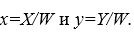 x=X/W и y=Y/W.